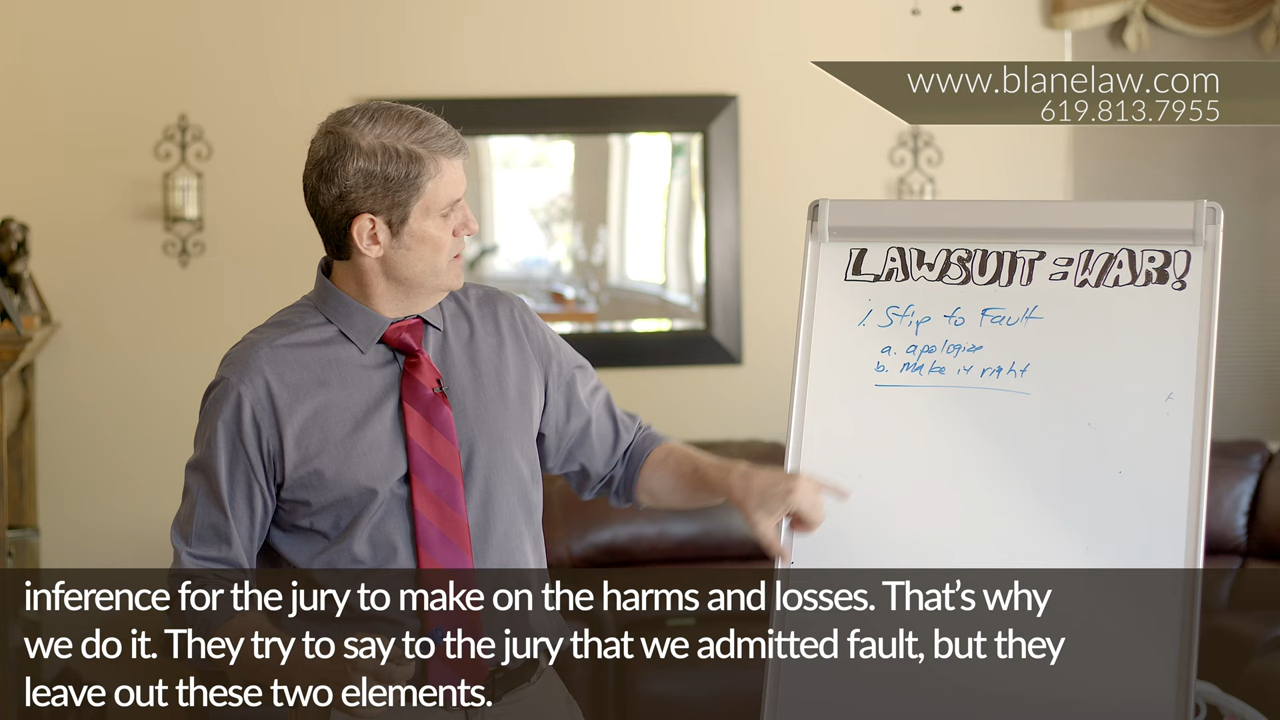 www.blanelaw.com
619.813.7955
LAWSUIT = WAR!
1. Stip to Fault
a. apologize
b. Make it right
inference for the jury to make on the harms and losses. That's why
we do it. They try to say to the jury that we admitted fault, but they
leave out these two elements.